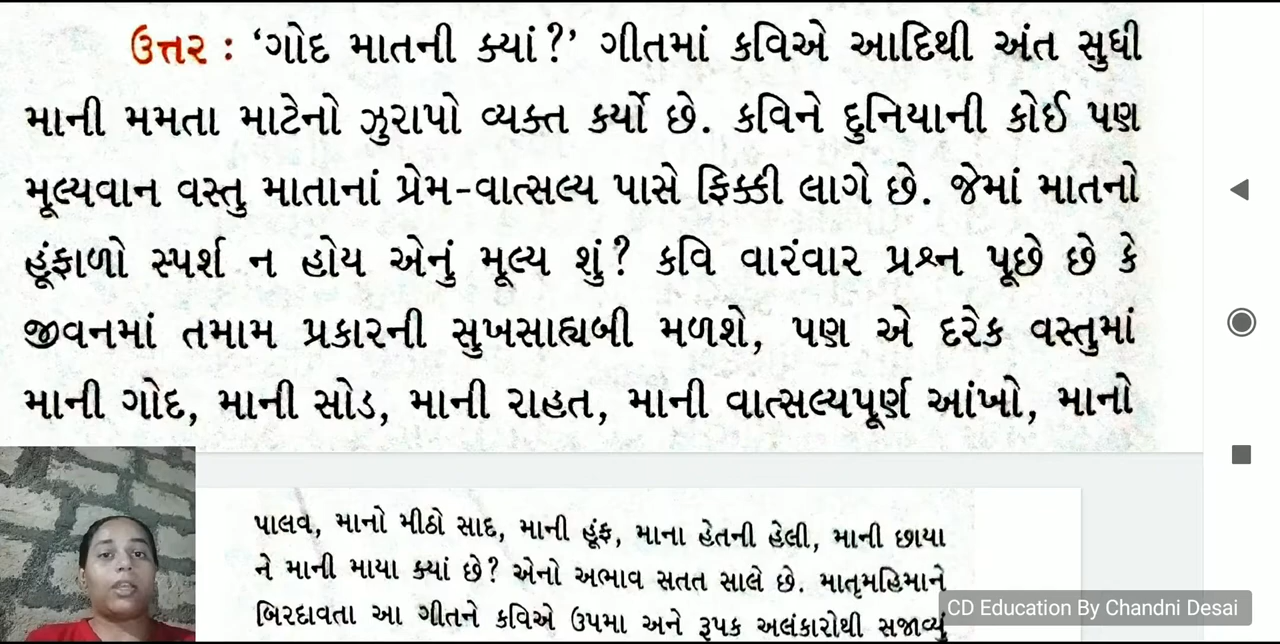 ઉત્તર : ‘ગોદ માતની ક્યાં ?’ ગીતમાં કવિએ આદિથી અંત સુધી
માની મમતા માટેનો ઝુરાપો વ્યક્ત કર્યો છે. કવિને દુનિયાની કોઈ પણ
મૂલ્યવાન વસ્તુ માતાનાં પ્રેમ-વાત્સલ્ય પાસે ફિક્કી લાગે છે. જેમાં માતનો
હૂંફાળો સ્પર્શ ન હોય એનું મૂલ્ય શું? કવિ વારંવાર પ્રશ્ન પૂછે છે કે
જીવનમાં તમામ પ્રકારની સુખસાહ્યબી મળશે, પણ એ દરેક વસ્તુમાં
માની ગોદ, માની સોડ, માની રાહત, માની વાત્સલ્યપૂર્ણ આંખો, માનો
પાલવ, માનો મીઠો સાદ, માની હૂંફ, માના હેતની હેલી, માની છાયા
ને માની માયા ક્યાં છે? એનો અભાવ સતત સાલે છે. માતૃમહિમાને
બિરદાવતા આ ગીતને કવિએ ઉપમા અને રૂપક અલંકારોથી સજાવ્યું
CD Education By Chandni Desai